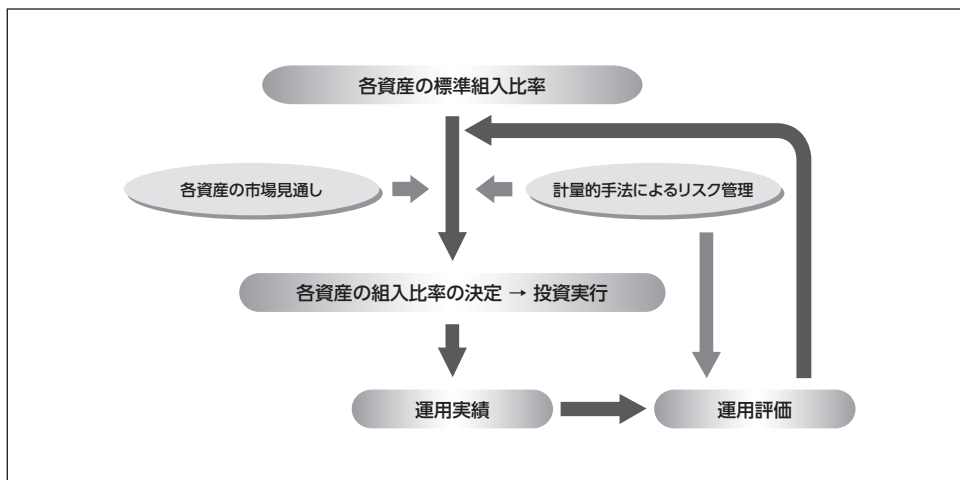 各資産の標準組入比率
各資産の市場見通し
計量的手法によるリスク管理
各資産の組入比率の決定 → 投資実行
運用実績
運用評価